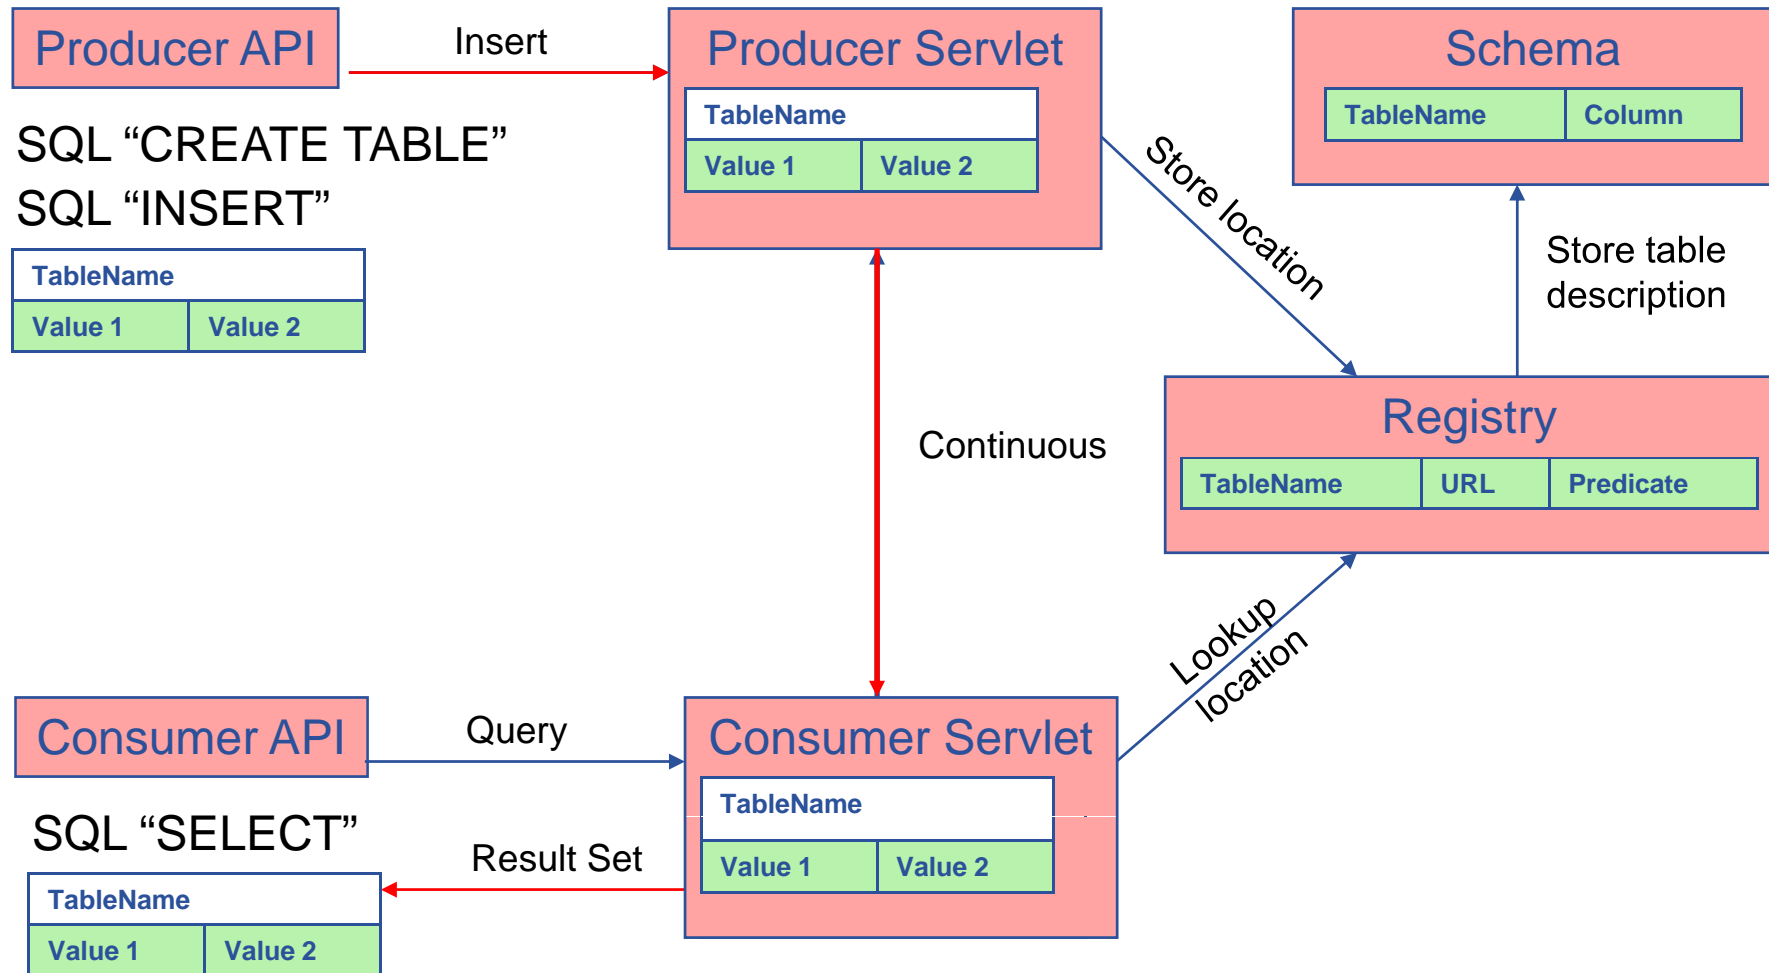 Producer API
Insert
Producer Servlet
TableName
Value 1
Value 2
Schema
TableName
Column
SQL “CREATE TABLE”
SQL “INSERT”
TableName
Value 1
Value 2
Store location
Store table
description
Continuous
Registry
TableName
URL
Predicate
Lookup
location
Consumer API
Query
Consumer Servlet
TableName
Value 1
Value 2
SQL “SELECT”
Result Set
TableName
Value 1
Value 2